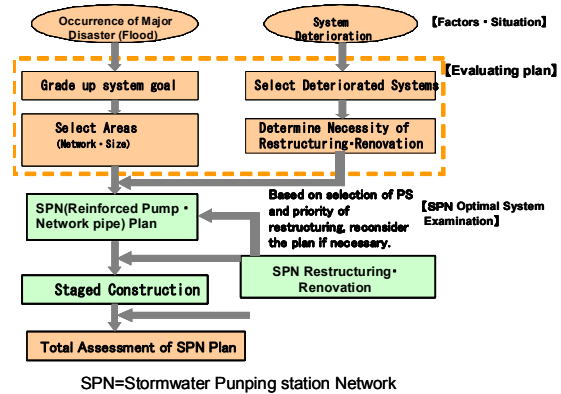 Occurrence of Major
Disaster (Flood)
System
Deterioration
【Factors・Situation】
【Evaluating plan】
Grade up system goal
Select Deteriorated Systems
Select Areas
(Network・Size)
Determine Necessity of
Restructuring・Renovation
SPN(Reinforced Pump・
Network pipe) Plan
Based on selection of PS
and priority of
restructuring, reconsider
the plan if necessary.
【SPN Optimal System
Examination】
SPN Restructuring・
Renovation
Staged Construction
Total Assessment of SPN Plan
SPN=Stormwater Punping station Network